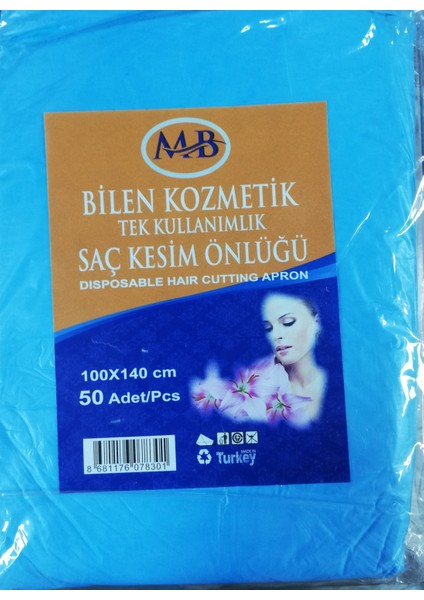 MB
BİLEN KOZMETİK
TEK KULLANIMLIK
SAÇ KESİM ÖNLÜĞÜ
DISPOSABLE HAIR CUTTING APRON
100X140 cm
50 Adet/Pcs
8 681176 078301
MADE IN
Turkey